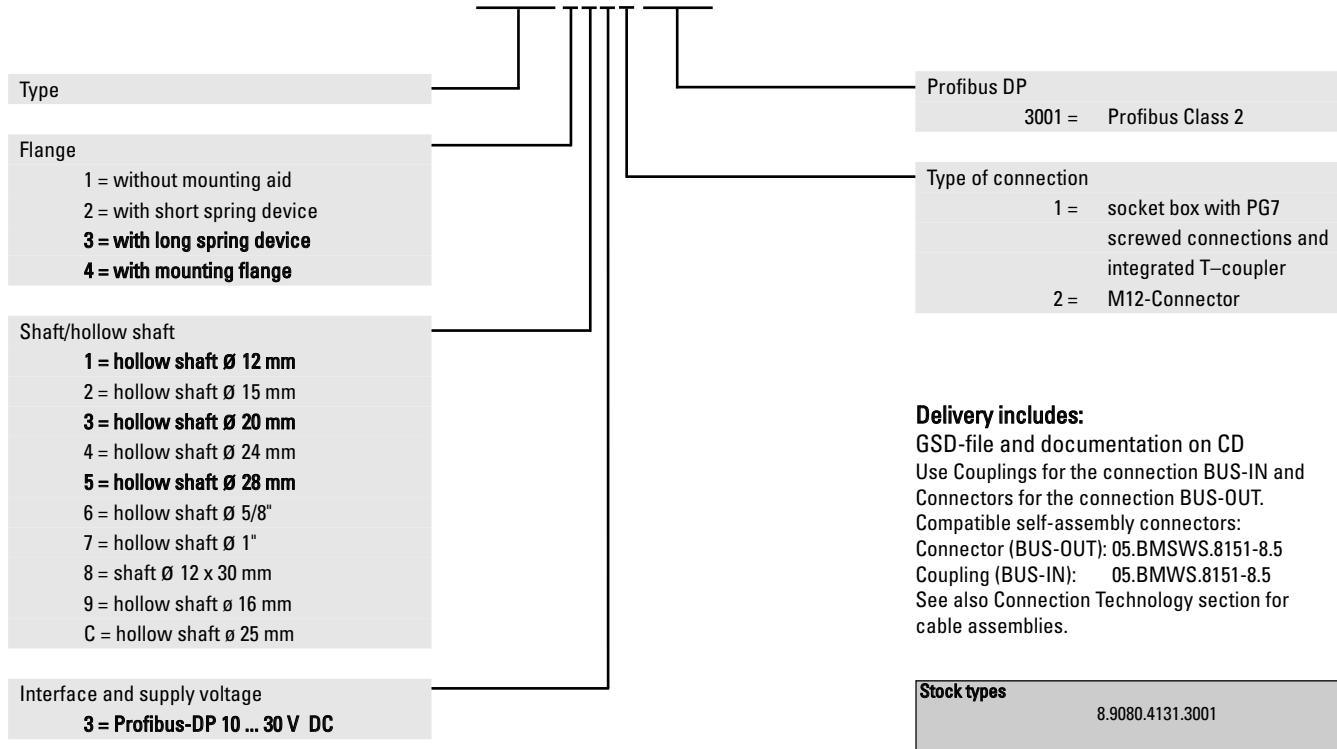 Type
Flange
1 = without mounting aid
2 = with short spring device
3 = with long spring device
4 = with mounting flange
Shaft/hollow shaft
1 = hollow shaft Ø 12 mm
2 = hollow shaft Ø 15 mm
3 = hollow shaft Ø 20 mm
4 = hollow shaft Ø 24 mm
5 = hollow shaft Ø 28 mm
6 = hollow shaft Ø 5/8"
7 = hollow shaft Ø 1"
8 = shaft Ø 12 x 30 mm
9 = hollow shaft ø 16 mm
C = hollow shaft ø 25 mm
Interface and supply voltage
3 = Profibus-DP 10 ... 30 V DC
Profibus DP
3001 = Profibus Class 2
Type of connection
1 = socket box with PG7
screwed connections and
integrated T–coupler
2 = M12-Connector
Delivery includes:
GSD-file and documentation on CD
Use Couplings for the connection BUS-IN and
Connectors for the connection BUS-OUT.
Compatible self-assembly connectors:
Connector (BUS-OUT): 05.BMSWS.8151-8.5
Coupling (BUS-IN): 05.BMWS.8151-8.5
See also Connection Technology section for
cable assemblies.
Stock types
8.9080.4131.3001